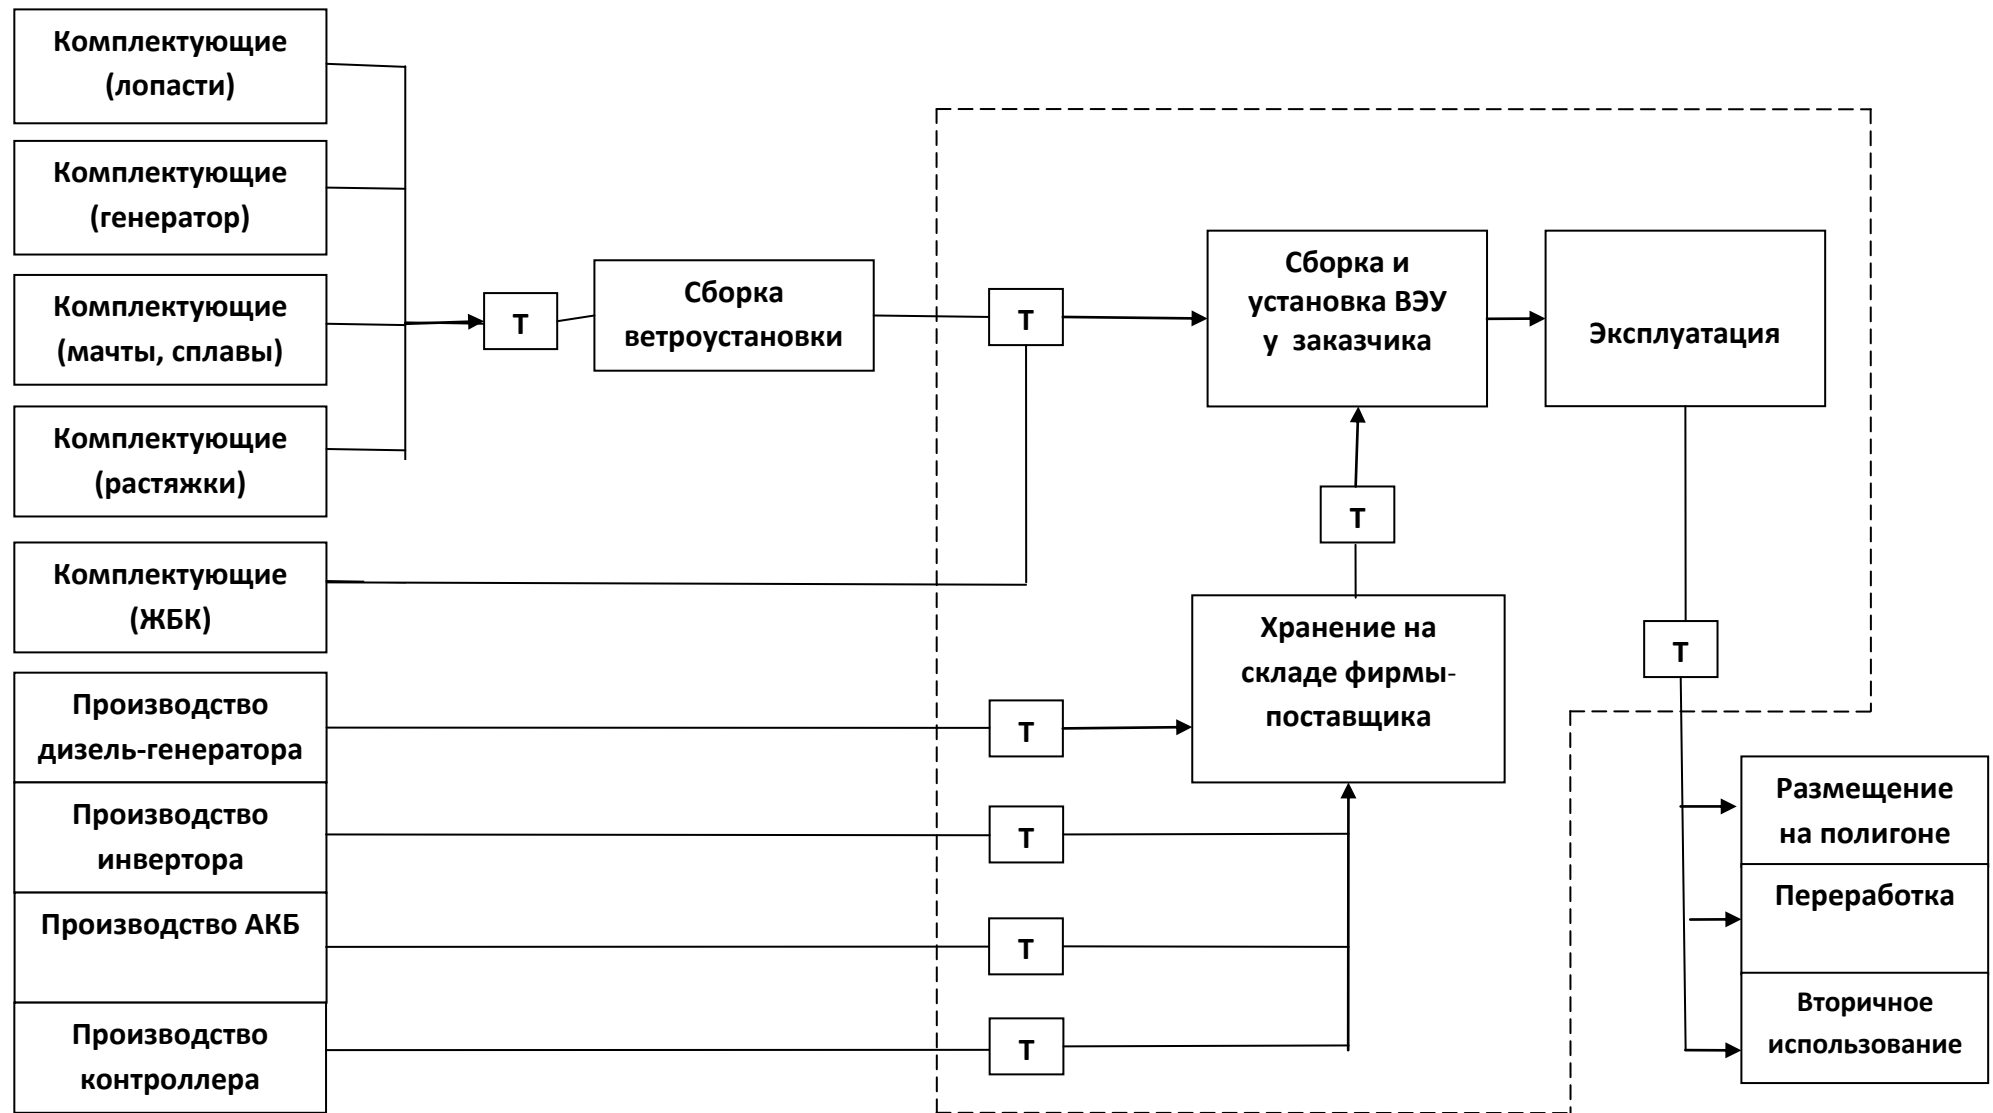 Комплектующие
(лопасти)
Комплектующие
(генератор)
Комплектующие
(мачты, сплавы)
Комплектующие
(растяжки)
Комплектующие
(ЖБК)
Производство
дизель-генератора
Производство
инвертора
Производство АКБ
Производство
контроллера
Т
Сборка
ветроустановки
Т
Сборка и
установка ВЭУ
у заказчика
Эксплуатация
Т
Хранение на
складе фирмы-
поставщика
Т
Т
Т
Т
Т
Размещение
на полигоне
Переработка
Вторичное
использование